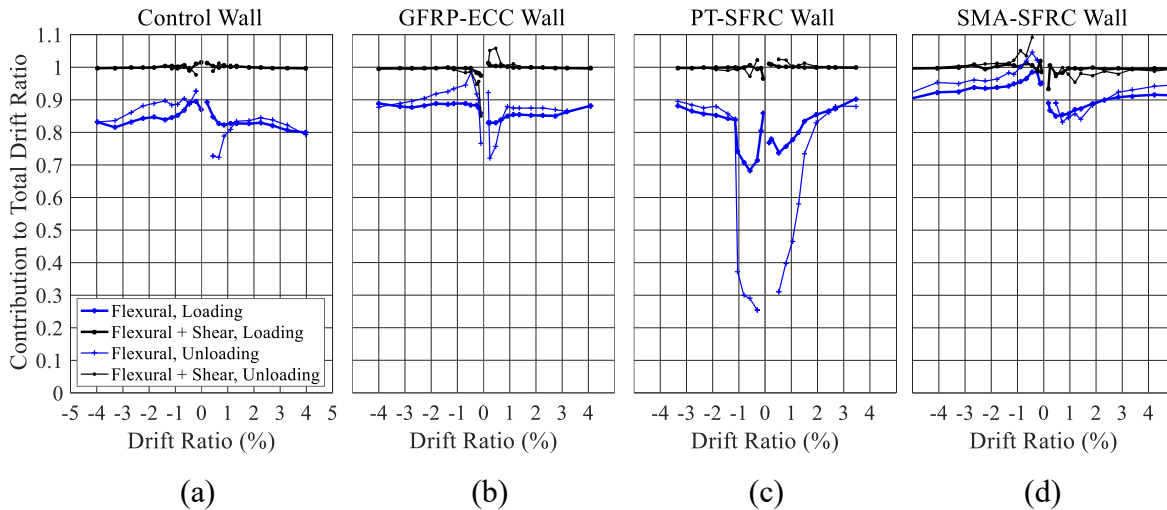 Control Wall
GFRP-ECC Wall
PT-SFRC Wall
SMA-SFRC Wall
Contribution to Total Drift Ratio
1.1
1
0.9
0.8
0.7
0.6
0.5
0.4
0.3
0.2
0.1
0
Flexural, Loading
Flexural + Shear, Loading
Flexural, Unloading
Flexural + Shear, Unloading
-5 -4 -3 -2 -1 0 1 2 3 4 5
-4 -3 -2 -1 0 1 2 3 4
-4 -3 -2 -1 0 1 2 3 4
-4 -3 -2 -1 0 1 2 3 4
Drift Ratio (%)
Drift Ratio (%)
Drift Ratio (%)
Drift Ratio (%)
(a)
(b)
(c)
(d)